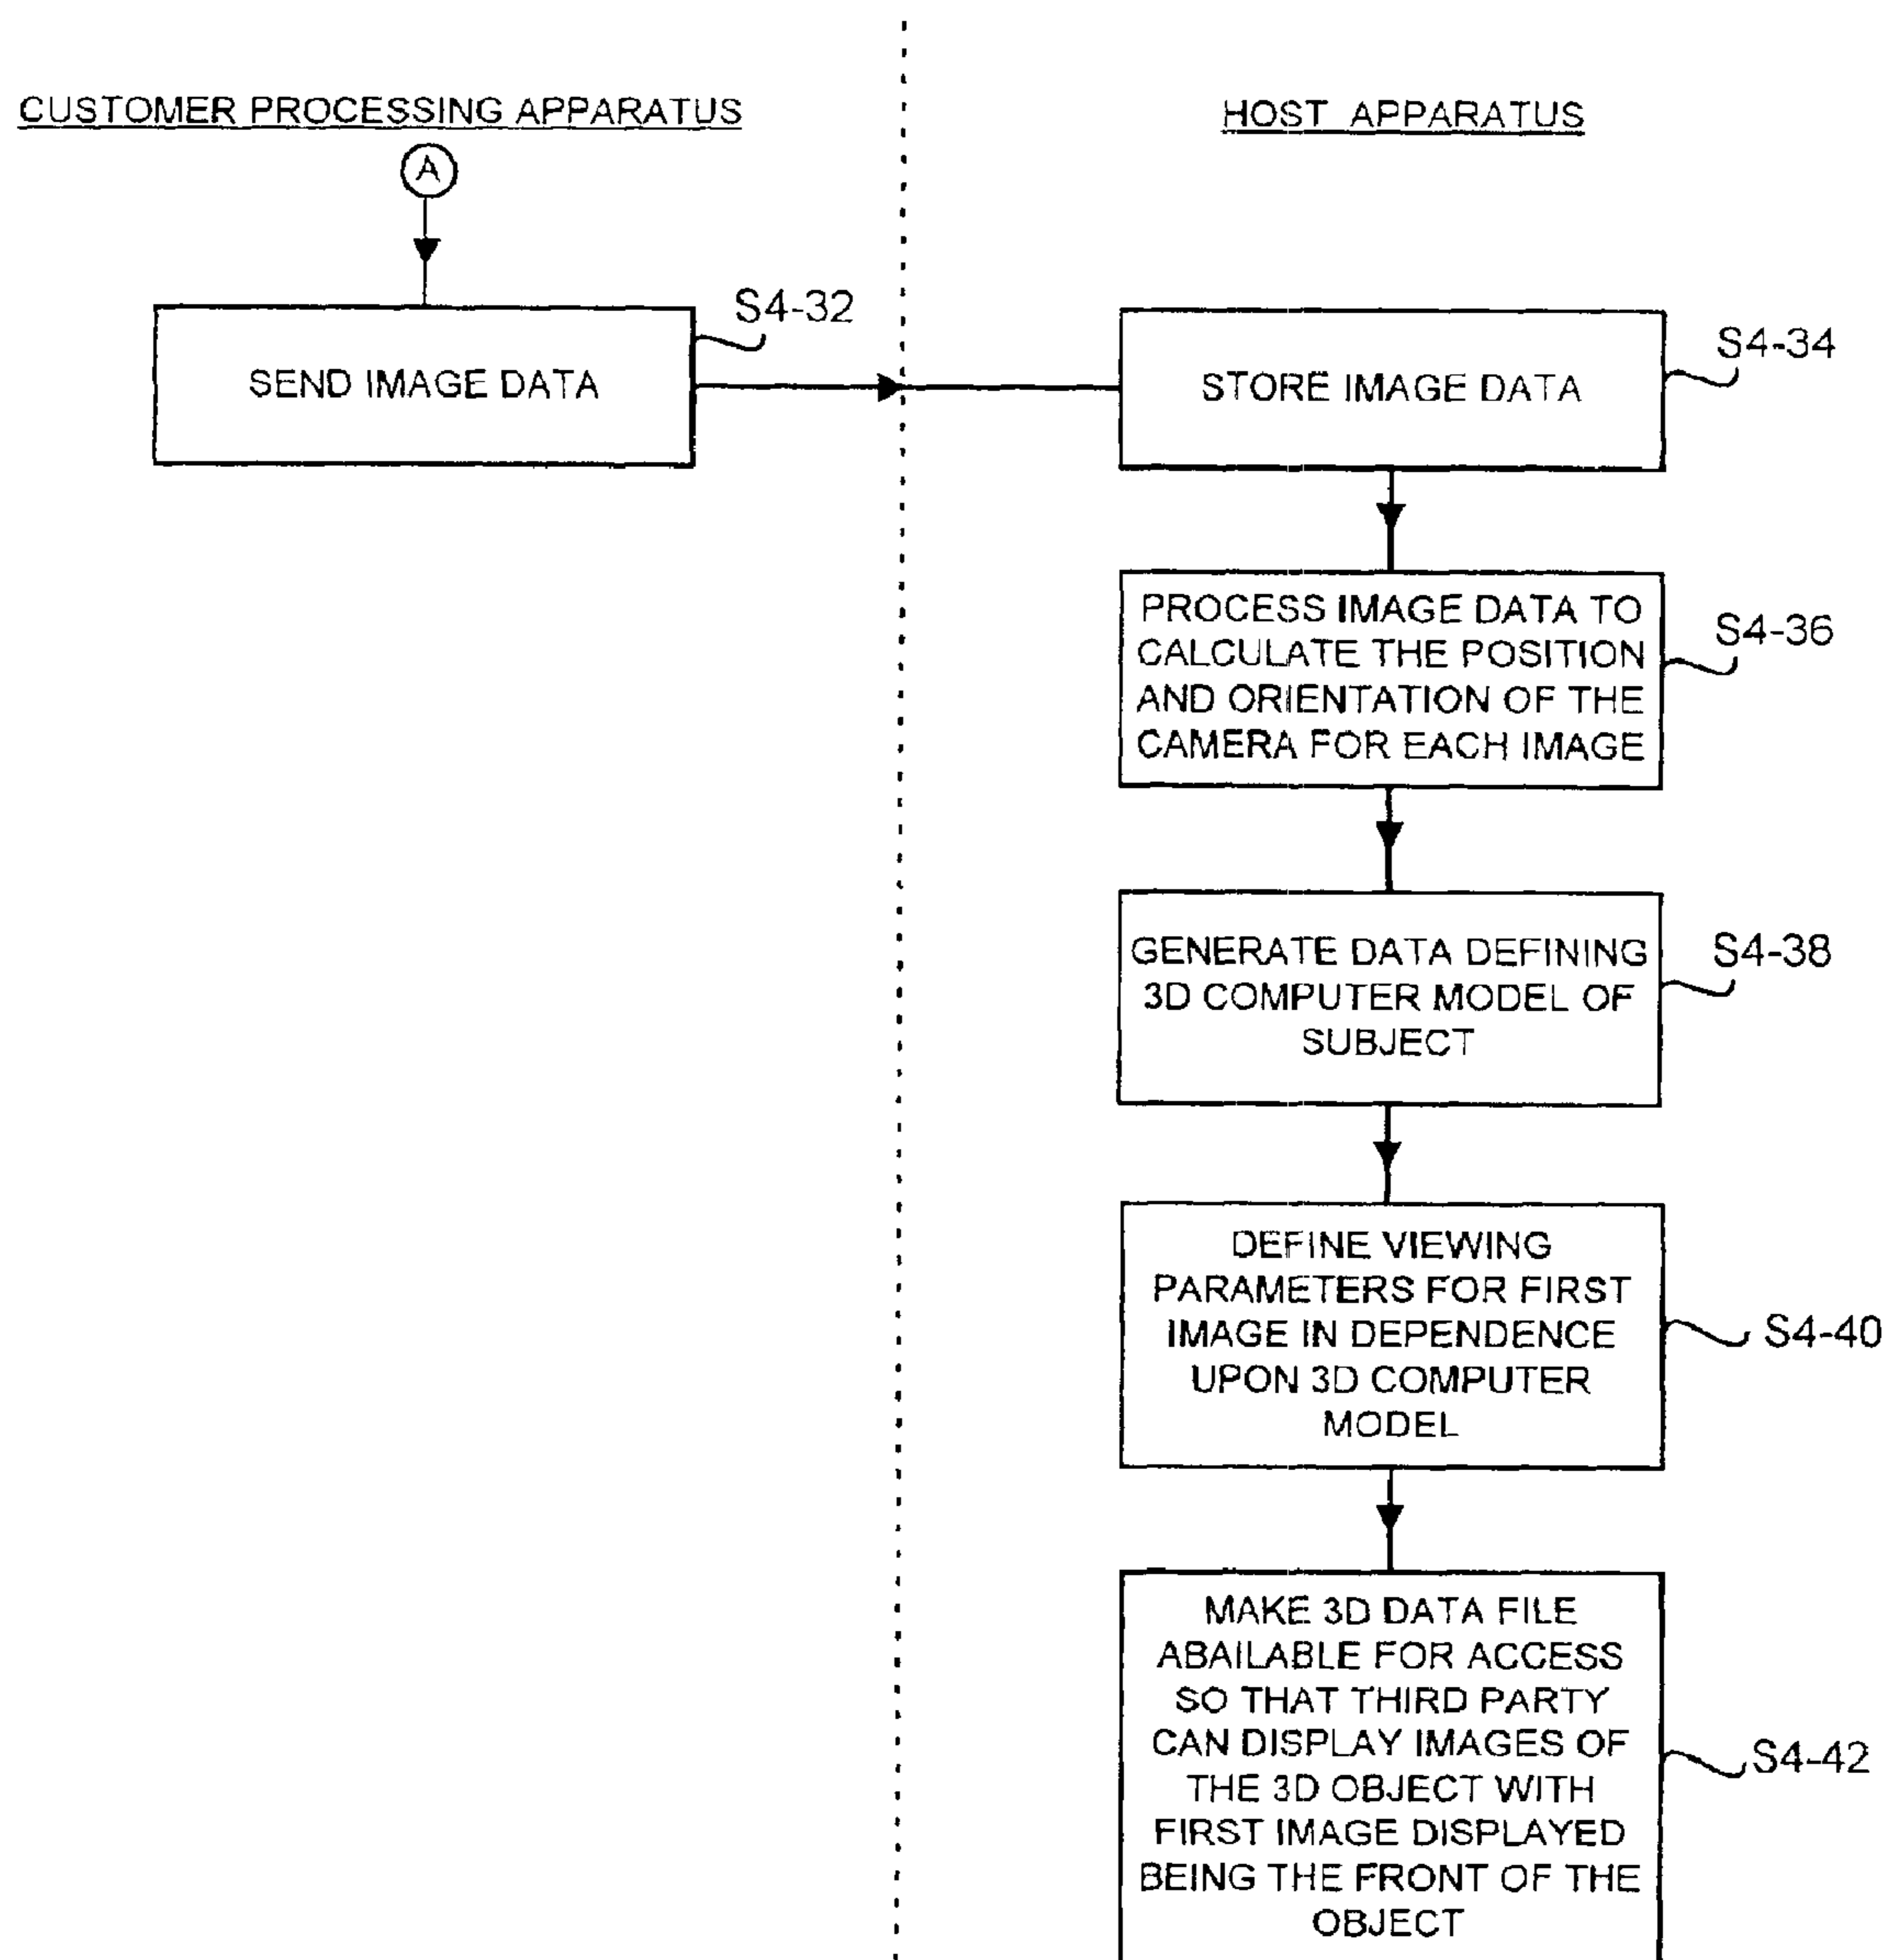 CUSTOMER PROCESSING APPARATUS
HOST APPARATUS
A
SEND IMAGE DATA
S4-32
STORE IMAGE DATA
S4-34
PROCESS IMAGE DATA TO
CALCULATE THE POSITION
AND ORIENTATION OF THE
CAMERA FOR EACH IMAGE
S4-36
GENERATE DATA DEFINING
3D COMPUTER MODEL OF
SUBJECT
S4-38
DEFINE VIEWING
PARAMETERS FOR FIRST
IMAGE IN DEPENDENCE
UPON 3D COMPUTER
MODEL
S4-40
MAKE 3D DATA FILE
ABAILABLE FOR ACCESS
SO THAT THIRD PARTY
CAN DISPLAY IMAGES OF
THE 3D OBJECT WITH
FIRST IMAGE DISPLAYED
BEING THE FRONT OF THE
OBJECT
S4-42